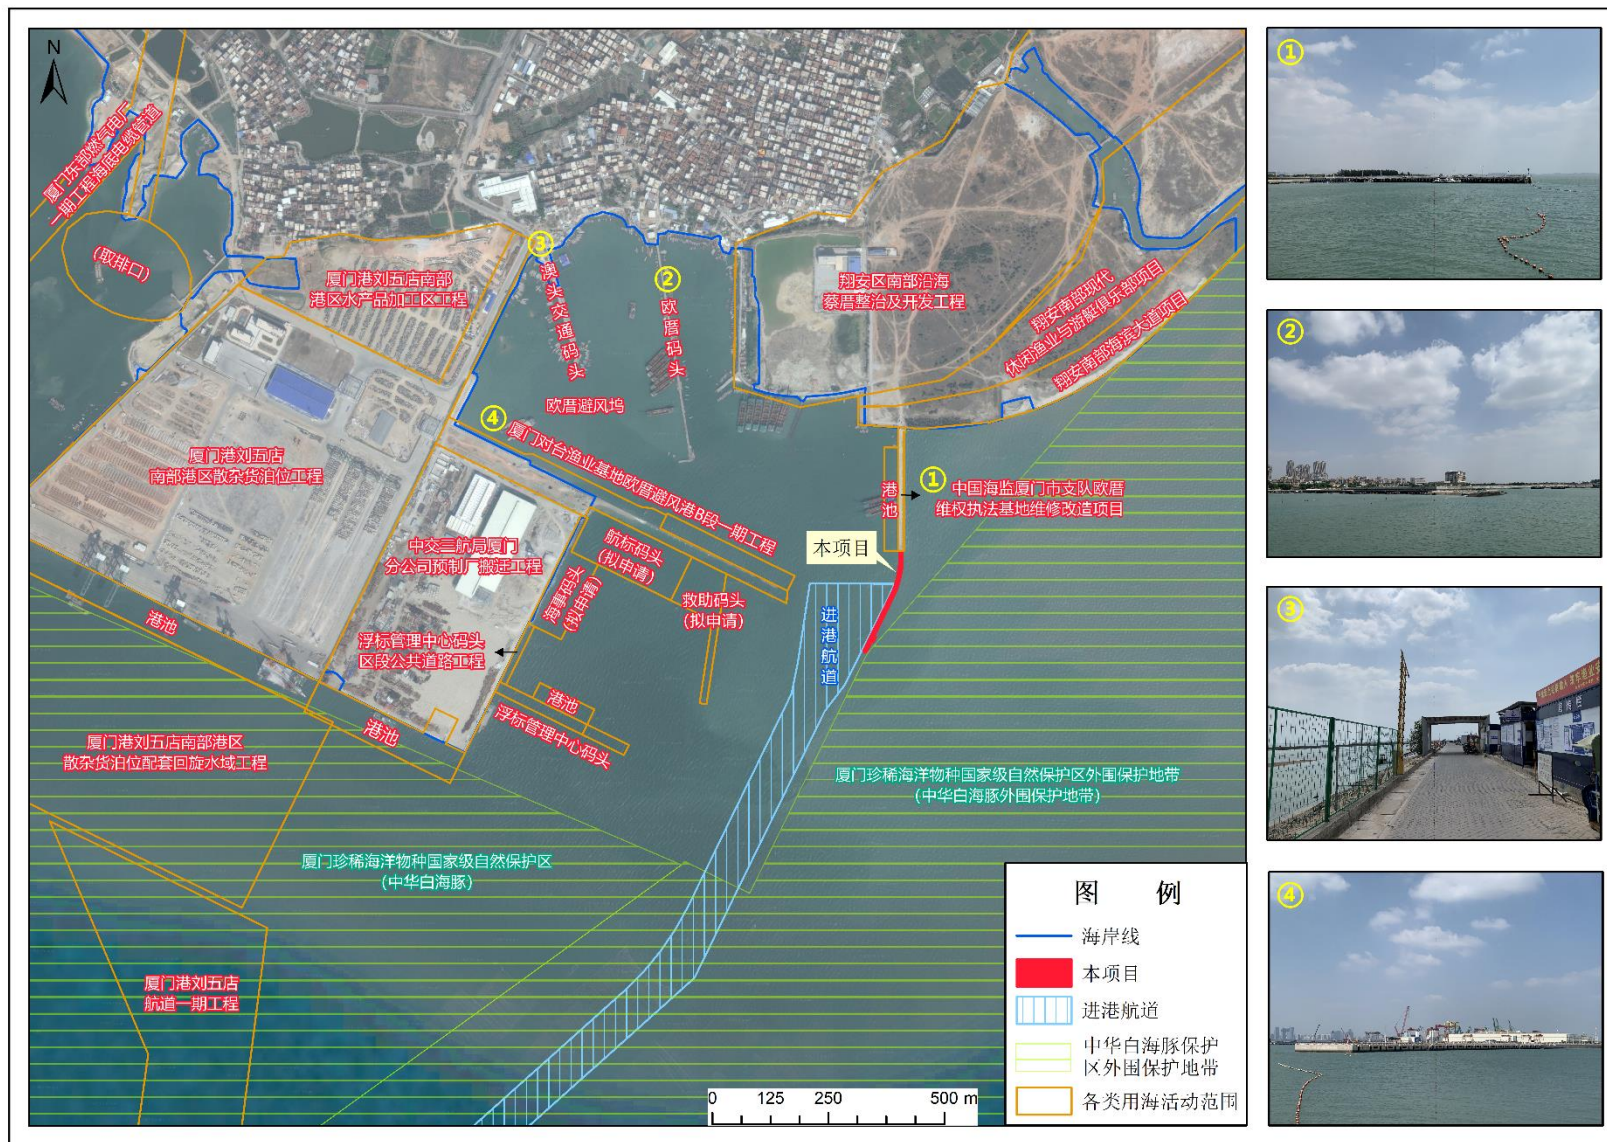 N
厦门东部燃气电厂
一期工程海底电缆管道
(取排口)
厦门港刘五店南部
港区水产品加工区工程
③
澳头交通码头
②
欧厝码头
翔安区南部沿海
蔡厝整治及开发工程
翔安南部现代
休闲渔业与游艇俱乐部项目
翔安南部海滨大道项目
欧厝避风坞
④
厦门对台渔业基地欧厝避风港B段一期工程
厦门港刘五店
南部港区散杂货泊位工程
港池
①
中国海监厦门市支队欧厝
维权执法基地维修改造项目
本项目
中交三航局厦门
分公司预制厂搬迁工程
航标码头
(拟申请)
海事码头
(拟申请)
救助码头
(拟申请)
进港航道
港池
浮标管理中心码头
区段公共道路工程
港池
浮标管理中心码头
港池
厦门港刘五店南部港区
散杂货泊位配套回旋水域工程
厦门珍稀海洋物种国家级自然保护区外围保护地带
(中华白海豚外围保护地带)
厦门珍稀海洋物种国家级自然保护区
(中华白海豚)
厦门港刘五店
航道一期工程
图 例
海岸线
本项目
进港航道
中华白海豚保护
区外围保护地带
各类用海活动范围
0 125 250 500 m
①
②
③
④